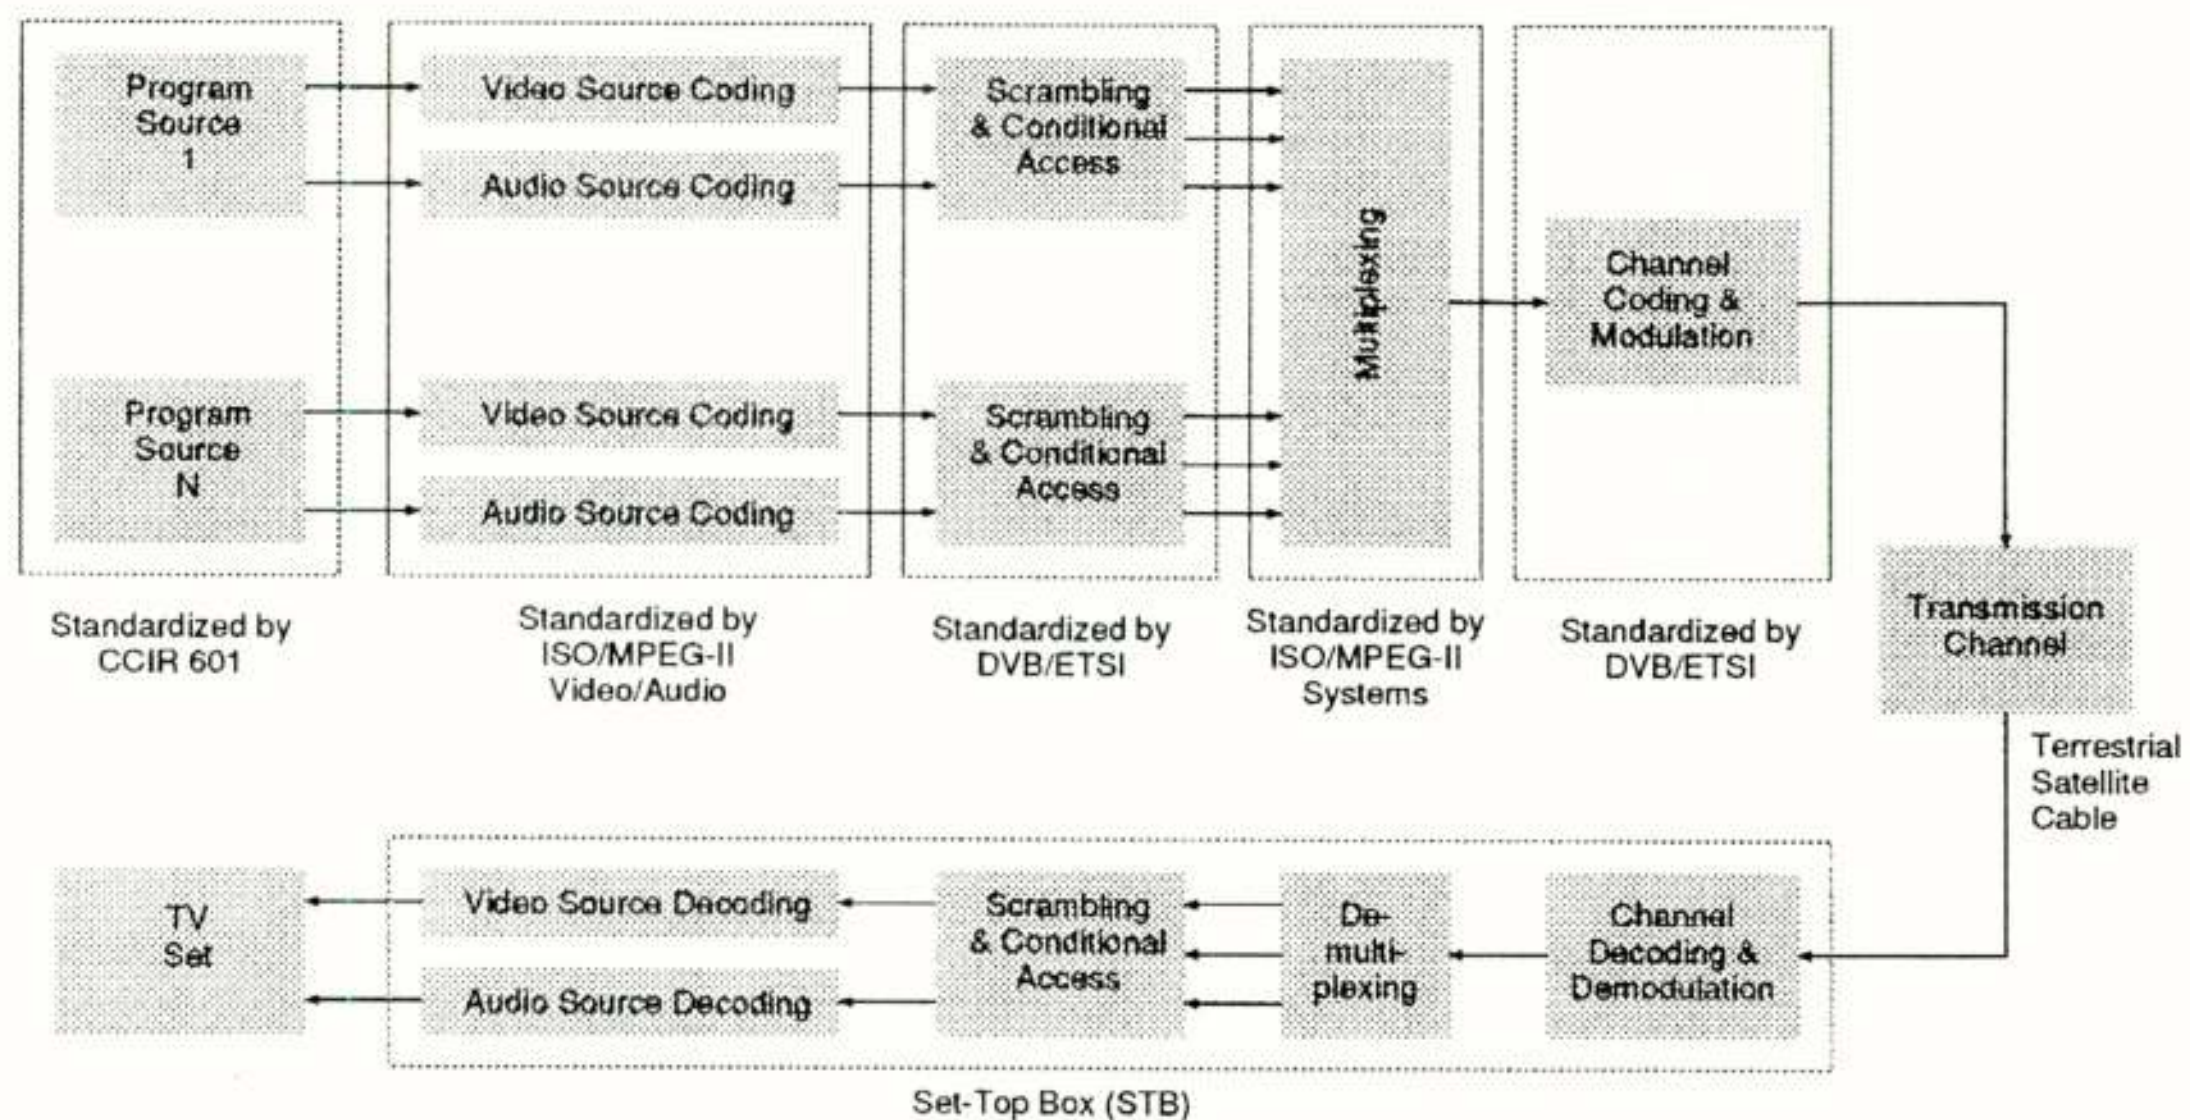 Program
Source
1
Video Source Coding
Audio Source Coding
Scrambling
& Conditional
Access
Program
Source
N
Video Source Coding
Audio Source Coding
Scrambling
& Conditional
Access
Multiplexing
Channel
Coding &
Modulation
Standardized by
CCIR 601
Standardized by
ISO/MPEG-II
Video/Audio
Standardized by
DVB/ETSI
Standardized by
ISO/MPEG-II
Systems
Standardized by
DVB/ETSI
Transmission
Channel
Terrestrial
Satellite
Cable
TV
Set
Video Source Decoding
Audio Source Decoding
Scrambling
& Conditional
Access
De-
multi-
plexing
Channel
Decoding &
Demodulation
Set-Top Box (STB)